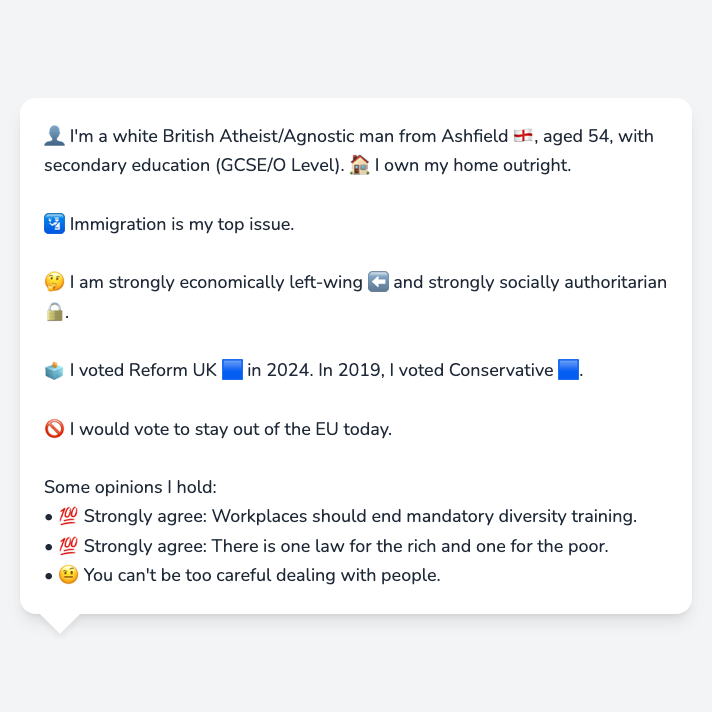 👤 I'm a white British Atheist/Agnostic man from Ashfield 🏴󠁧󠁢󠁥󠁮󠁧󠁿, aged 54, with
secondary education (GCSE/O Level). 🏠 I own my home outright.
🛂 Immigration is my top issue.
🤔 I am strongly economically left-wing ⬅️ and strongly socially authoritarian
🔒.
🗳️ I voted Reform UK 🟦 in 2024. In 2019, I voted Conservative 🟦.
🚫 I would vote to stay out of the EU today.
Some opinions I hold:
• 💯 Strongly agree: Workplaces should end mandatory diversity training.
• 💯 Strongly agree: There is one law for the rich and one for the poor.
• 🤨 You can't be too careful dealing with people.